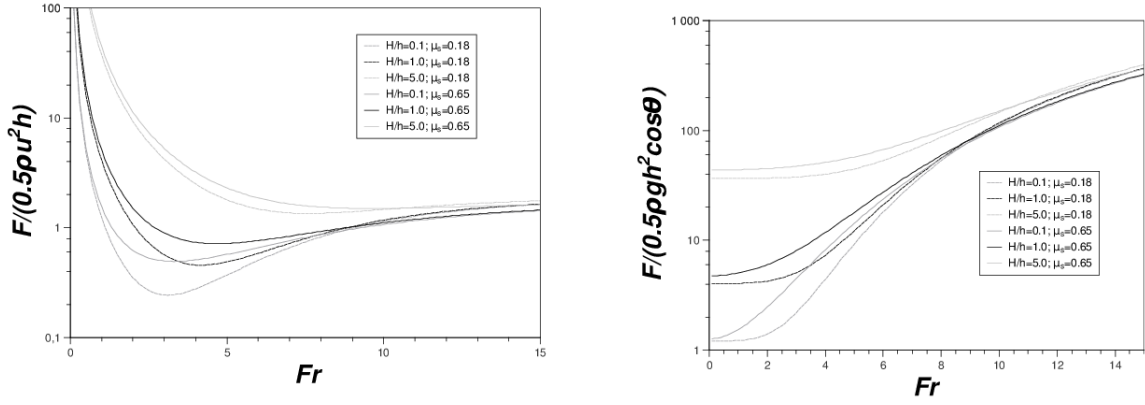 100
10
1
0,1
0
5
10
15
F/(0.5ρu²h)
Fr
H/h=0.1; μs=0.18
H/h=1.0; μs=0.18
H/h=5.0; μs=0.18
H/h=0.1; μs=0.65
H/h=1.0; μs=0.65
H/h=5.0; μs=0.65
1 000
100
10
1
0
2
4
6
8
10
12
14
F/(0.5ρgh²cosθ)
Fr
H/h=0.1; μs=0.18
H/h=1.0; μs=0.18
H/h=5.0; μs=0.18
H/h=0.1; μs=0.65
H/h=1.0; μs=0.65
H/h=5.0; μs=0.65